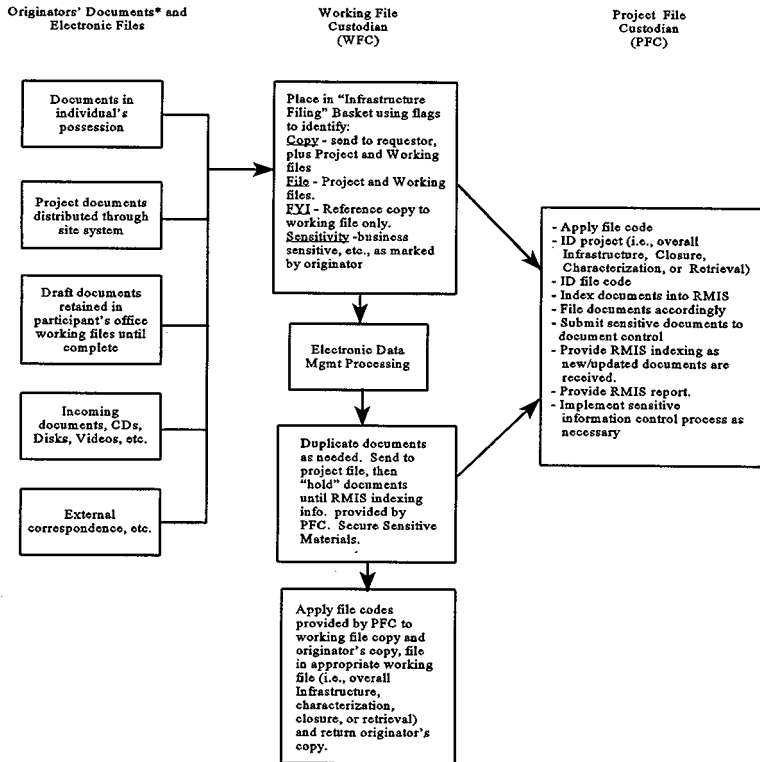 Originators' Documents* and
Electronic Files
Working File
Custodian
(WFC)
Project File
Custodian
(PFC)
Documents in
individual's
possession
Project documents
distributed through
site system
Draft documents
retained in
participant's office
working files until
complete
Incoming
documents, CDs,
Disks, Videos, etc.
External
correspondence, etc.
Place in "Infrastructure
Filing" Basket using flags
to identify:
Copy - send to requestor,
plus Project and Working
files
File - Project and Working
files.
FYI - Reference copy to
working file only.
Sensitivity -business
sensitive, etc., as marked
by originator
Electronic Data
Mgmt Processing
Duplicate documents
as needed. Send to
project file, then
"hold" documents
until RMIS indexing
info. provided by
PFC. Secure Sensitive
Materials.
Apply file codes
provided by PFC to
working file copy and
originator's copy, file
in appropriate working
file (i.e., overall
Infrastructure,
characterization,
closure, or retrieval)
and return originator's
copy.
- Apply file code
- ID project (i.e., overall
Infrastructure, Closure,
Characterization, or Retrieval)
- ID file code
- Index documents into RMIS
- File documents accordingly
- Submit sensitive documents to
document control
- Provide RMIS indexing as
new/updated documents are
received.
- Provide RMIS report.
- Implement sensitive
information control process as
necessary